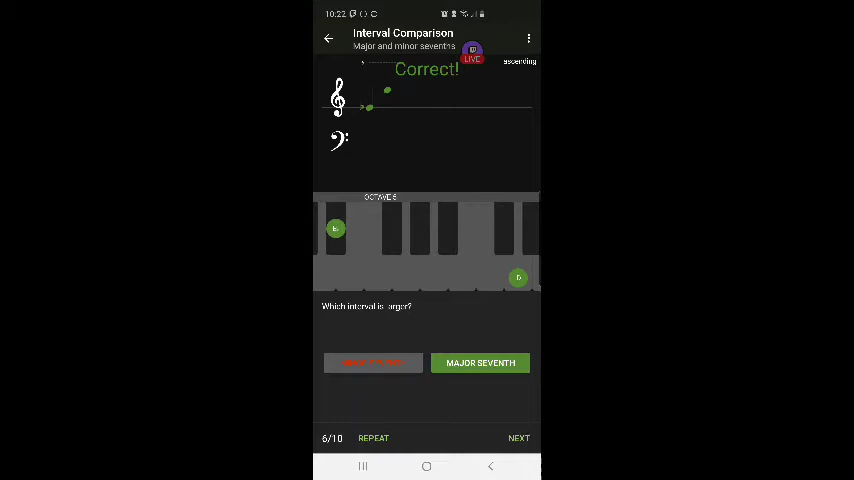 10:22
Interval Comparison
Major and minor sevenths
LIVE
ascending
Correct!
OCTAVE 5
D
Which interval is arger?
MAJOR SEVENTH
6/10 REPEAT NEXT